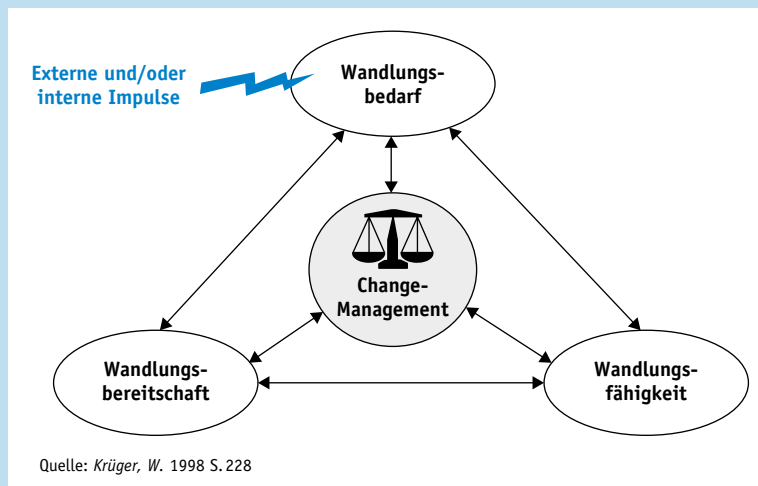 Externe und/oder
interne Impulse
Wandlungs-
bedarf
Change-
Management
Wandlungs-
bereitschaft
Wandlungs-
fähigkeit
Quelle: Krüger, W. 1998 S. 228